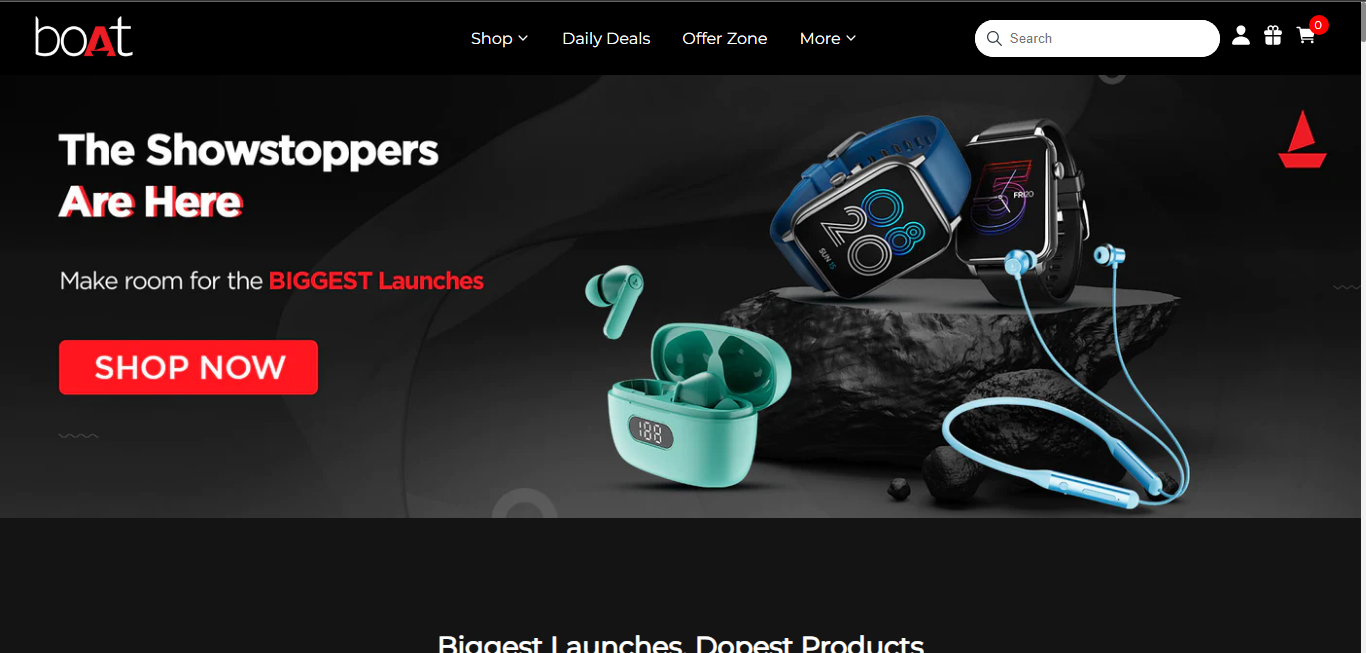 boAt
Shop
Daily Deals
Offer Zone
More
Search
0
The Showstoppers
Are Here
Make room for the BIGGEST Launches
SHOP NOW
20
08
SUN 15
5
FRI 20
188
Biggest Launches. Dopest Products